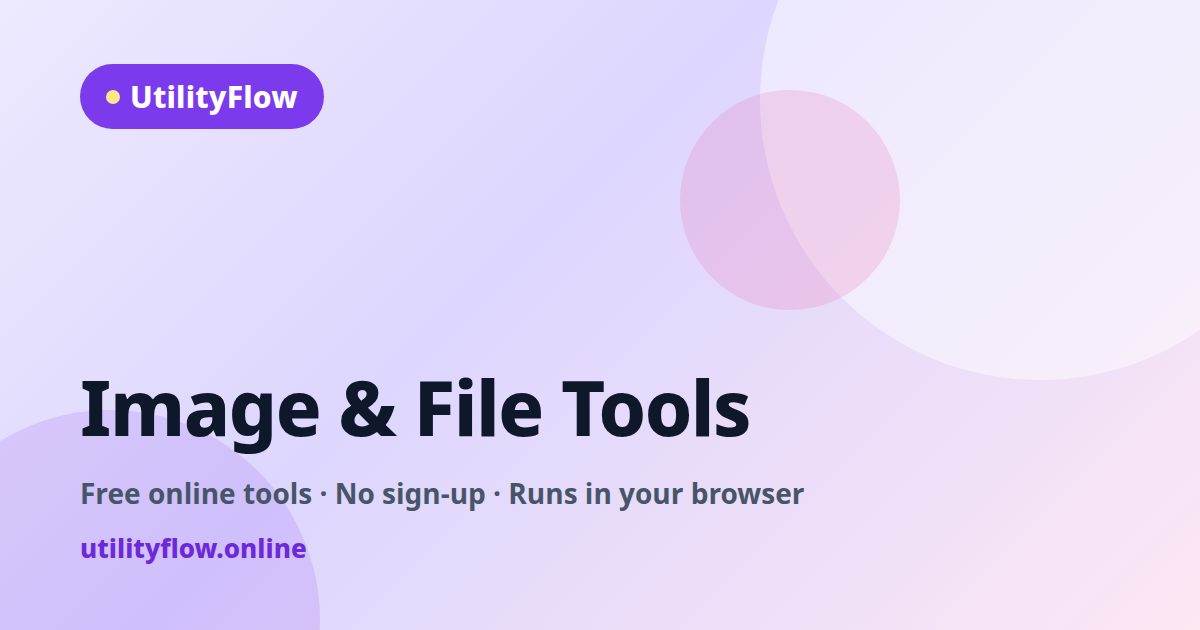 UtilityFlow
Image & File Tools
Free online tools · No sign-up · Runs in your browser
utilityflow.online